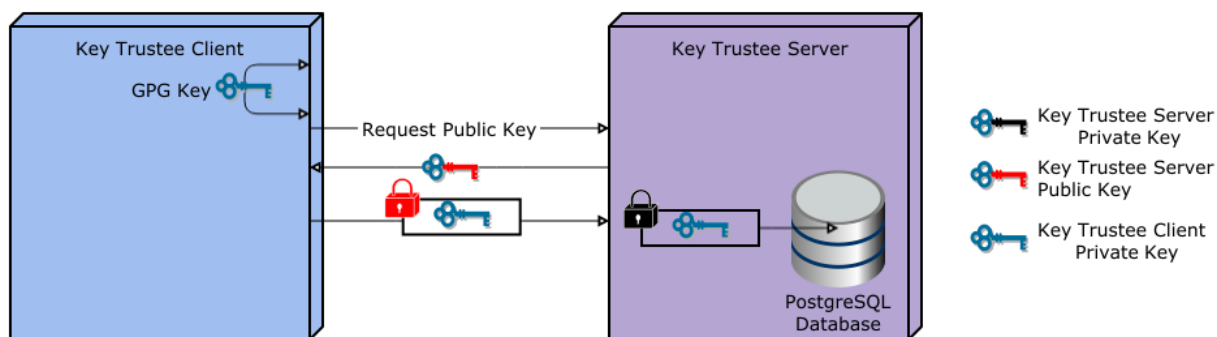 Key Trustee Client
GPG Key
Request Public Key
Key Trustee Server
PostgreSQL
Database
Key Trustee Server
Private Key
Key Trustee Server
Public Key
Key Trustee Client
Private Key